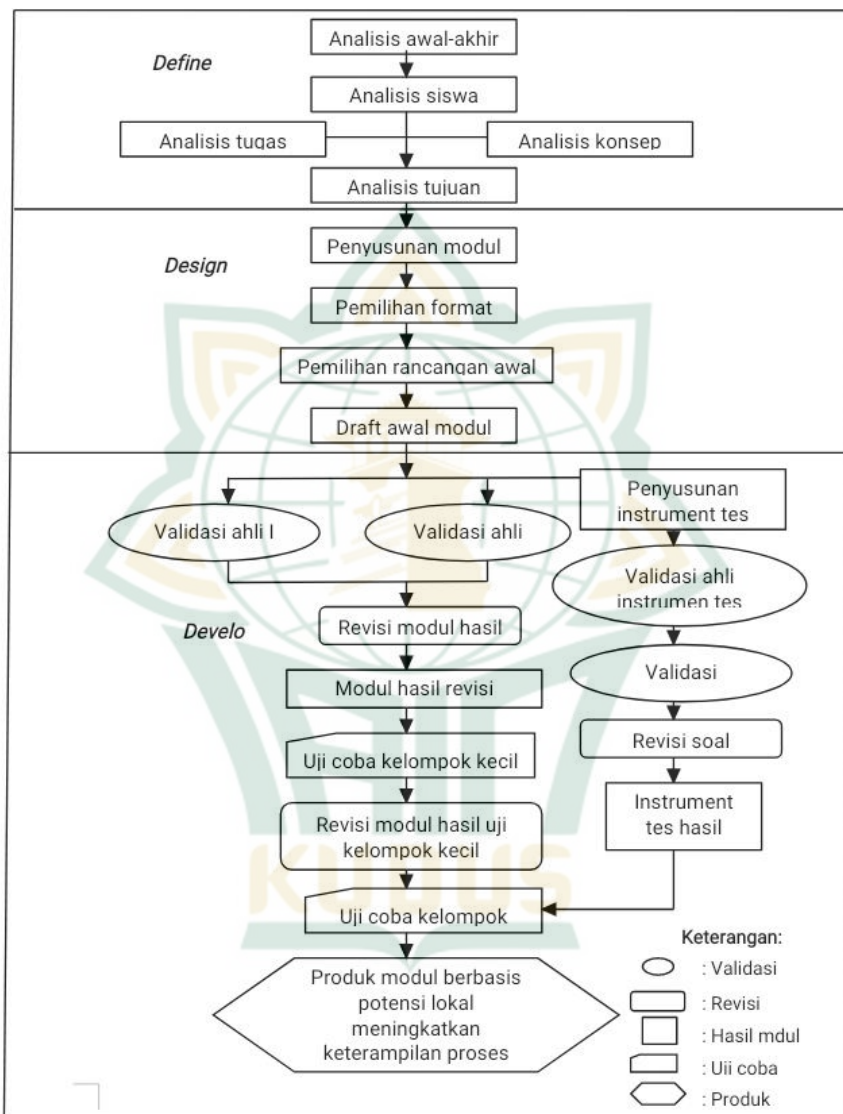 Analisis awal-akhir
Define
Analisis siswa
Analisis tugas
Analisis konsep
Analisis tujuan
Penyusunan modul
Design
Pemilihan format
Pemilihan rancangan awal
Draft awal modul
Penyusunan
instrument tes
Validasi ahli I
Validasi ahli
Validasi ahli
instrumen tes
Revisi modul hasil
Develo
Validasi
Modul hasil revisi
Revisi soal
Uji coba kelompok kecil
Instrument
tes hasil
Revisi modul hasil uji
kelompok kecil
KUDUS
Uji coba kelompok
Keterangan:
: Validasi
Produk modul berbasis
potensi lokal
meningkatkan
keterampilan proses
: Revisi
: Hasil mdul
: Uii coba
: Produk